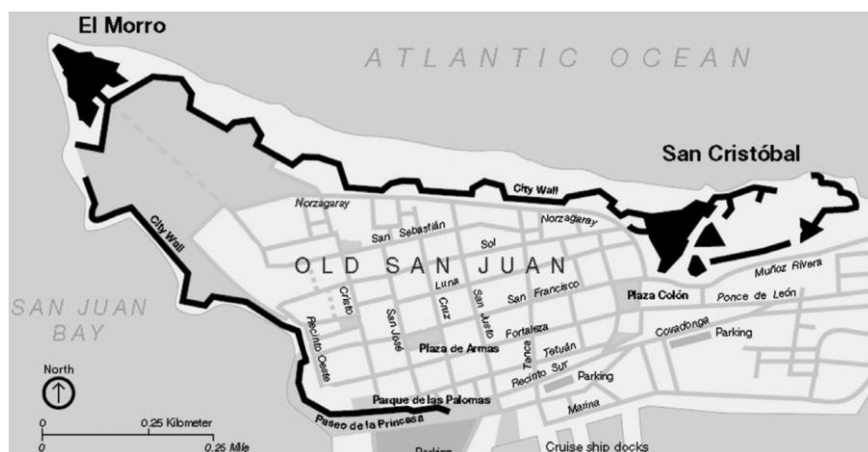 El Morro
ATLANTIC OCEAN
San Cristóbal
City Wall
Norzagaray
Norzagaray
San Sebastián
Sol
City Wall
OLD SAN JUAN
Muñoz Rivera
Luna
San Francisco
Plaza Colón
Ponce de León
SAN JUAN
BAY
Cristo
San José
Cruz
San Justo
Fortaleza
Covadonga
Parking
Recinto Oeste
Plaza de Armas
Tanca
Tetuán
North
Recinto Sur
Parking
Parque de las Palomas
Marina
Paseo de la Princesa
0 0.25 Kilometer
0 0.25 Mile
Parking
Cruise ship docks